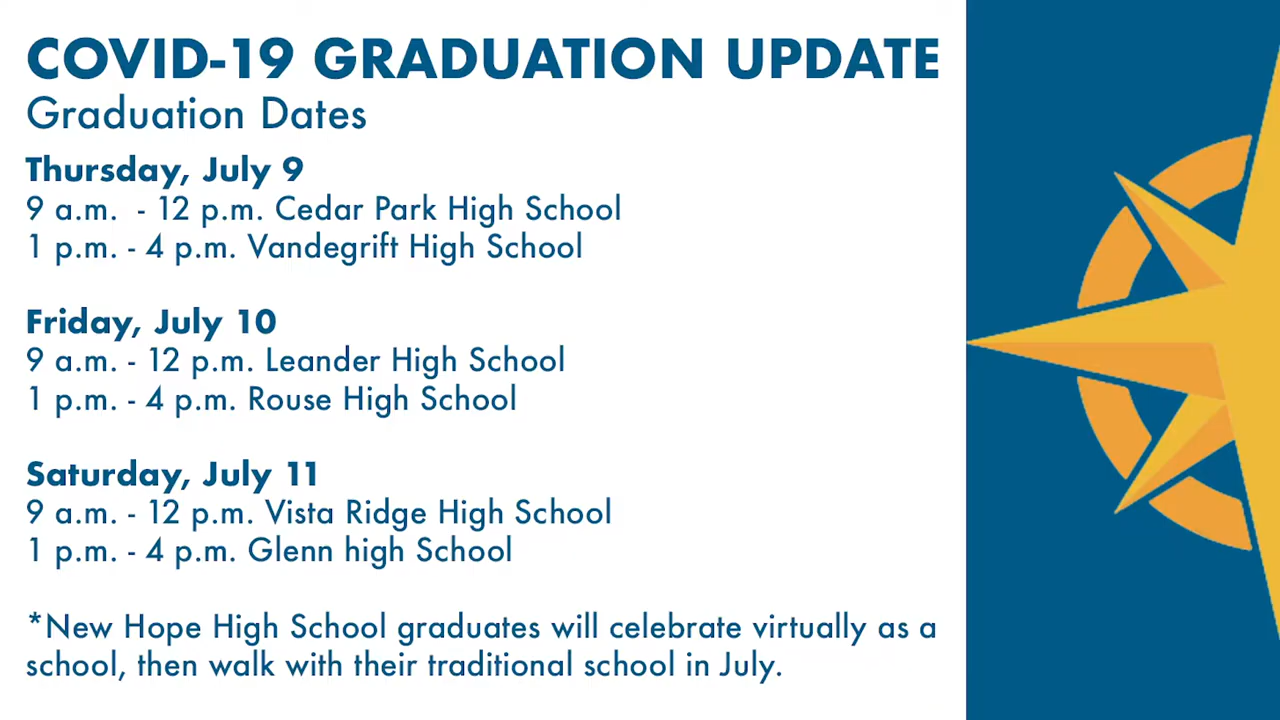 COVID-19 GRADUATION UPDATE
Graduation Dates
Thursday, July 9
9 a.m.  - 12 p.m. Cedar Park High School
1 p.m. - 4 p.m. Vandegrift High School
Friday, July 10
9 a.m. - 12 p.m. Leander High School
1 p.m. - 4 p.m. Rouse High School
Saturday, July 11
9 a.m. - 12 p.m. Vista Ridge High School
1 p.m. - 4 p.m. Glenn high School
*New Hope High School graduates will celebrate virtually as a
school, then walk with their traditional school in July.